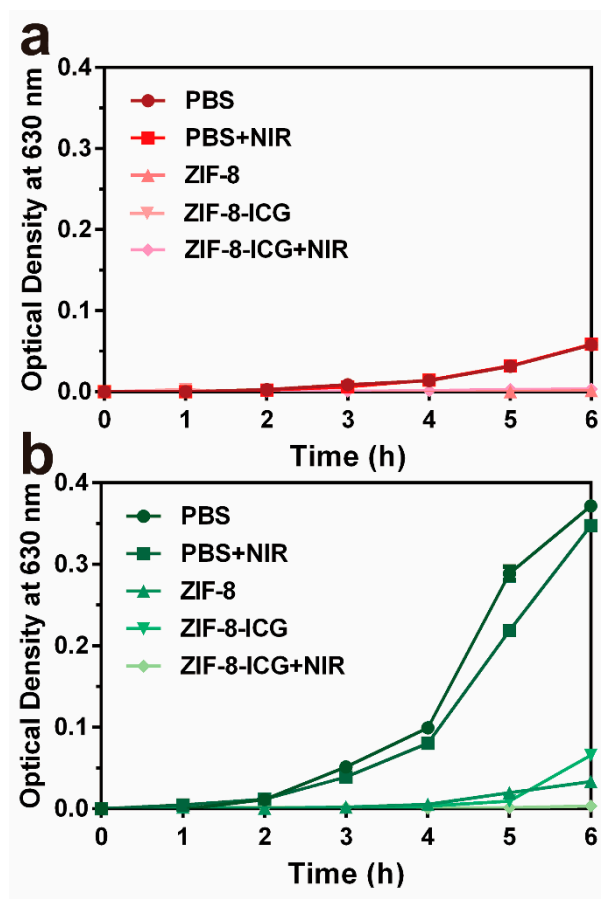 a
Optical Density at 630 nm
0.4
0.3
0.2
0.1
0.0
PBS
PBS+NIR
ZIF-8
ZIF-8-ICG
ZIF-8-ICG+NIR
0 1 2 3 4 5 6
Time (h)
b
Optical Density at 630 nm
0.4
0.3
0.2
0.1
0.0
PBS
PBS+NIR
ZIF-8
ZIF-8-ICG
ZIF-8-ICG+NIR
0 1 2 3 4 5 6
Time (h)